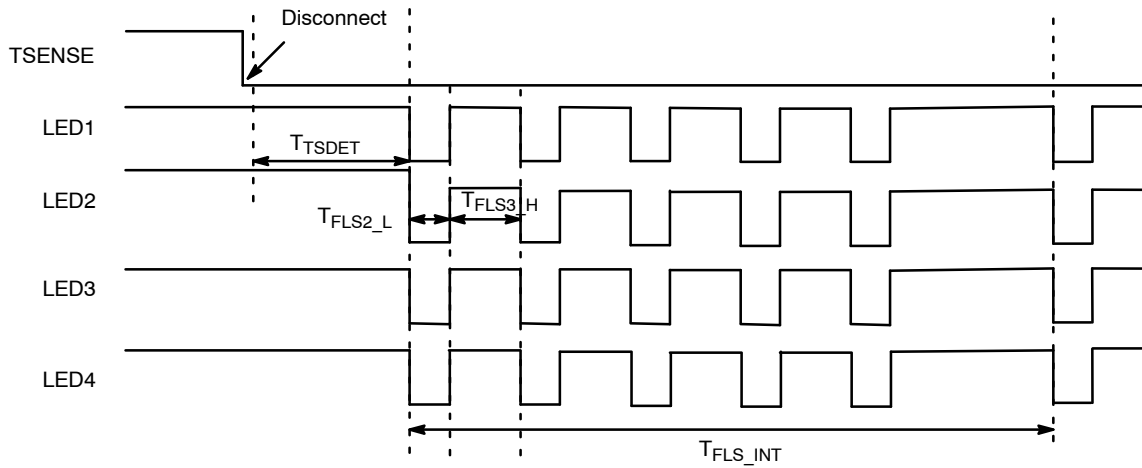 Disconnect
TSENSE
LED1
TTSDET
LED2
TFLS3_H
TFLS2_L
LED3
LED4
TFLS_INT